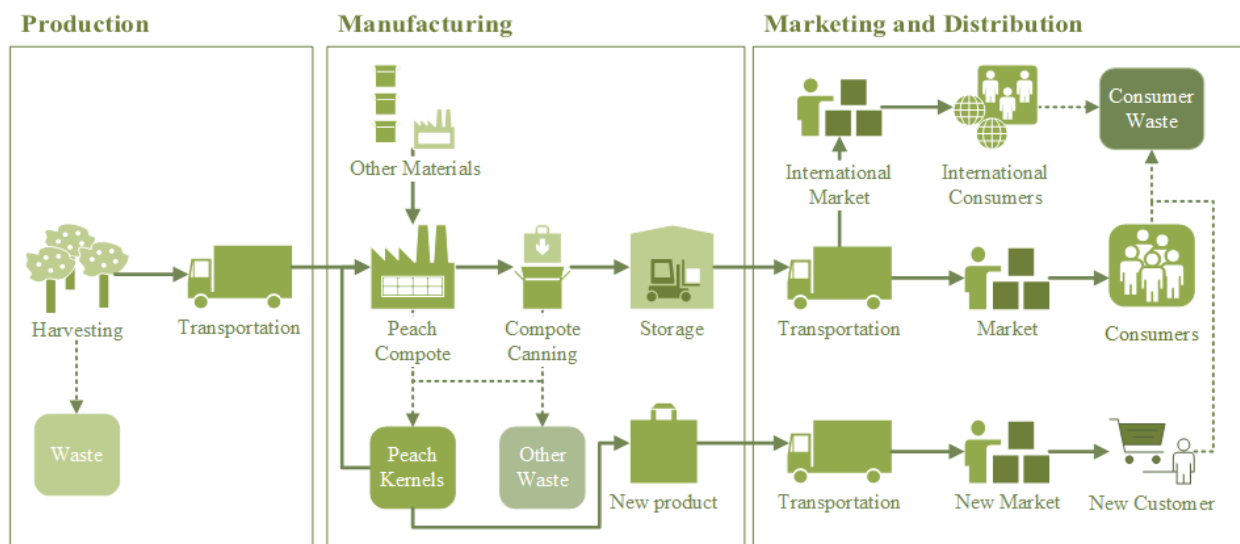 Production
Manufacturing
Marketing and Distribution
Other Materials
International
Market
International
Consumers
Consumer
Waste
Harvesting
Transportation
Peach
Compote
Compote
Canning
Storage
Transportation
Market
Consumers
Waste
Peach
Kernels
Other
Waste
New product
Transportation
New Market
New Customer